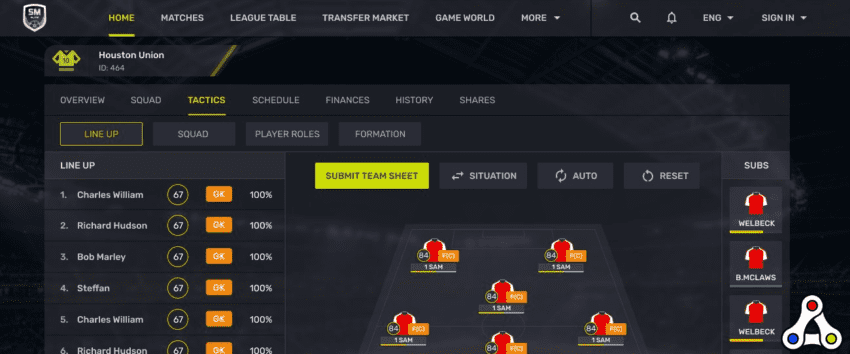 SM
HOME MATCHES LEAGUE TABLE TRANSFER MARKET GAME WORLD MORE ENG SIGN IN
10
Houston Union
ID: 464
OVERVIEW SQUAD TACTICS SCHEDULE FINANCES HISTORY SHARES
LINE UP SQUAD PLAYER ROLES FORMATION
LINE UP
1. Charles William 67 GK 100%
2. Richard Hudson 67 GK 100%
3. Bob Marley 67 GK 100%
4. Steffan 67 GK 100%
5. Charles William 67 GK 100%
6. Richard Hudson 67 GK 100%
SUBMIT TEAM SHEET SITUATION AUTO RESET
84 F(C) 84 F(C)
1 SAM 1 SAM
84 F(C)
1 SAM
84 F(C) 84 F(C)
1 SAM 1 SAM
84 F(C)
SUBS
WELBECK
B.MCLAWS
WELBECK